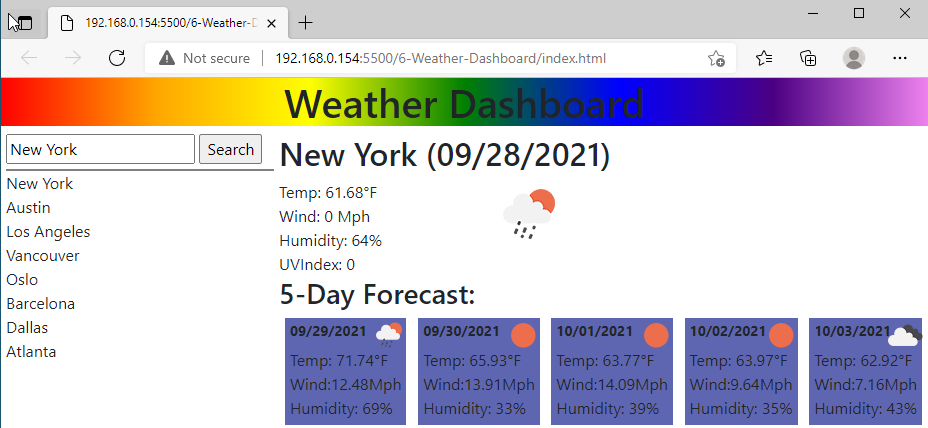 192.168.0.154:5500/6-Weather-D
Not secure 192.168.0.154:5500/6-Weather-Dashboard/index.html
Weather Dashboard
New York Search
New York
Austin
Los Angeles
Vancouver
Oslo
Barcelona
Dallas
Atlanta
New York (09/28/2021)
Temp: 61.68°F
Wind: 0 Mph
Humidity: 64%
UVIndex: 0
5-Day Forecast:
09/29/2021
Temp: 71.74°F
Wind:12.48Mph
Humidity: 69%
09/30/2021
Temp: 65.93°F
Wind:13.91Mph
Humidity: 33%
10/01/2021
Temp: 63.77°F
Wind:14.09Mph
Humidity: 39%
10/02/2021
Temp: 63.97°F
Wind:9.64Mph
Humidity: 35%
10/03/2021
Temp: 62.92°F
Wind:7.16Mph
Humidity: 43%